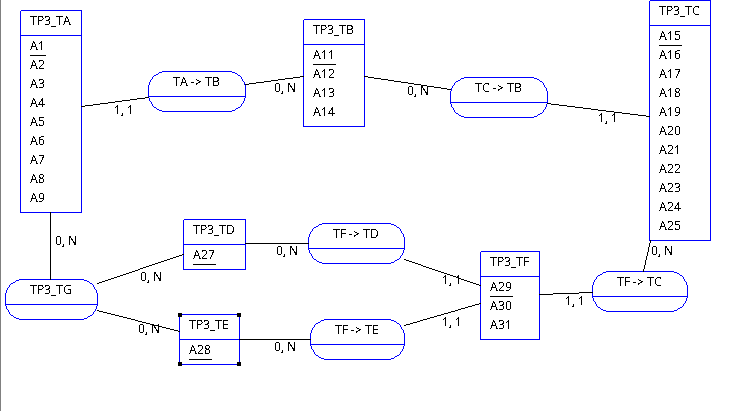 TP3_TA
A1
A2
A3
A4
A5
A6
A7
A8
A9
TA -> TB
1, 1
0, N
TP3_TB
A11
A12
A13
A14
0, N
TC -> TB
1, 1
TP3_TC
A15
A16
A17
A18
A19
A20
A21
A22
A23
A24
A25
0, N
0, N
TP3_TG
0, N
0, N
TP3_TD
A27
0, N
TF -> TD
1, 1
TP3_TE
A28
0, N
TF -> TE
1, 1
TP3_TF
A29
A30
A31
1, 1
TF -> TC